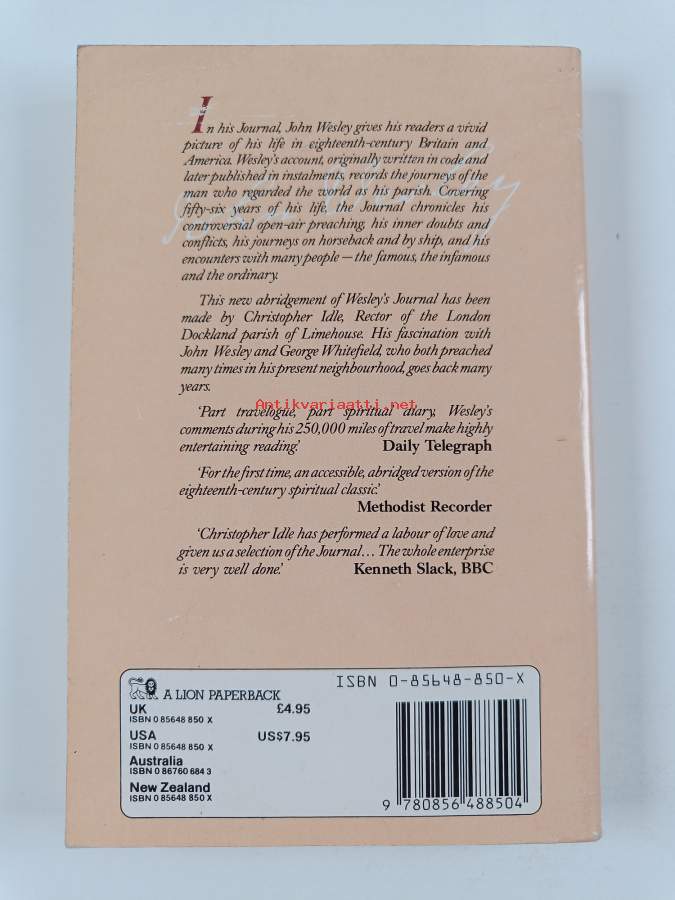 In his Journal, John Wesley gives his readers a vivid
picture of his life in eighteenth-century Britain and
America. Wesley's account, originally written in code and
later published in instalments, records the journeys of the
man who regarded the world as his parish. Covering
fifty-six years of his life, the Journal chronicles his
controversial open-air preaching, his inner doubts and
conflicts, his journeys on horseback and by ship, and his
encounters with many people — the famous, the infamous
and the ordinary.
This new abridgement of Wesley's Journal has been
made by Christopher Idle, Rector of the London
Dockland parish of Limehouse. His fascination with
John Wesley and George Whitefield, who both preached
many times in his present neighbourhood, goes back many
years.
Antikvariaatti.net
'Part travelogue, part spiritual diary, Wesley's
comments during his 250,000 miles of travel make highly
entertaining reading.' Daily Telegraph
'For the first time, an accessible, abridged version of the
eighteenth-century spiritual classic.'
Methodist Recorder
'Christopher Idle has performed a labour of love and
given us a selection of the Journal... The whole enterprise
is very well done.' Kenneth Slack, BBC
A LION PAPERBACK
UK £4.95
ISBN 0 85648 850 X
USA US$7.95
ISBN 0 85648 850 X
Australia
ISBN 0 86760 684 3
New Zealand
ISBN 0 85648 850 X
ISBN 0-85648-850-X
9 780856 488504